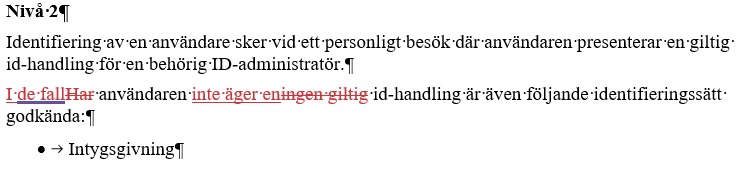 Nivå·2¶
Identifiering·av·en·användare·sker·vid·ett·personligt·besök·där·användaren·presenterar·en·giltig·
id-handling·för·en·behörig·ID-administratör.¶
I·de·fallHar·användaren·inte·äger·eningen·giltig·id-handling·är·även·följande·identifieringssätt·
godkända:¶
•→Intygsgivning¶